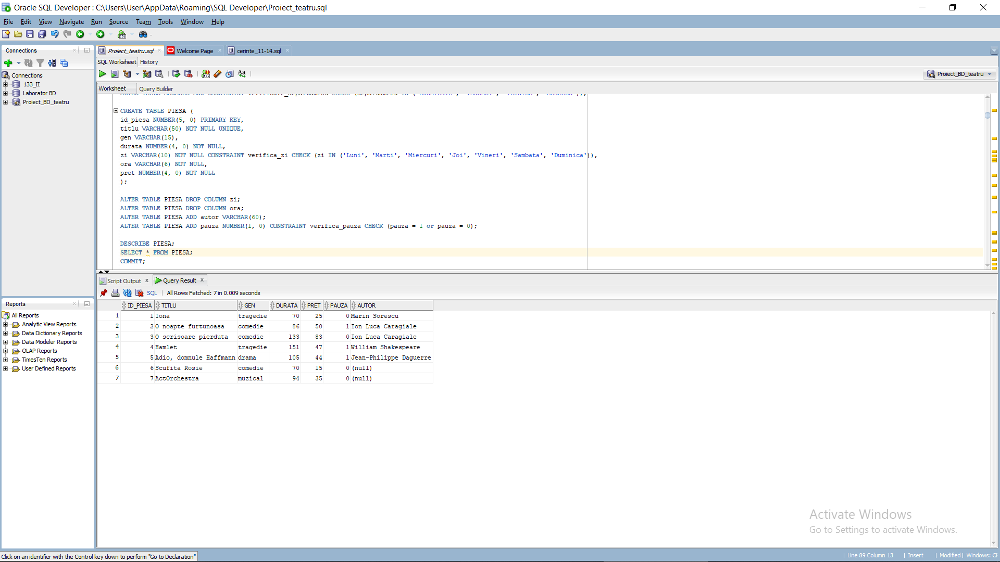 Oracle SQL Developer : C:\Users\User\AppData\Roaming\SQL Developer\Proiect_teatru.sql
File Edit View Navigate Run Source Team Tools Window Help
Connections
Connections
133_II
Laborator BD
Proiect_BD_teatru
Reports
All Reports
Analytic View Reports
Data Dictionary Reports
Data Modeler Reports
OLAP Reports
TimesTen Reports
User Defined Reports
Proiect_teatru.sql Welcome Page cerinte_11-14.sql
SQL Worksheet History
Proiect_BD_teatru
Worksheet Query Builder
CREATE TABLE PIESA (
id_piesa NUMBER(5, 0) PRIMARY KEY,
titlu VARCHAR(50) NOT NULL UNIQUE,
gen VARCHAR(15),
durata NUMBER(4, 0) NOT NULL,
zi VARCHAR(10) NOT NULL CONSTRAINT verifica_zi CHECK (zi IN ('Luni', 'Marti', 'Miercuri', 'Joi', 'Vineri', 'Sambata', 'Duminica')),
ora VARCHAR(6) NOT NULL,
pret NUMBER(4, 0) NOT NULL
);
ALTER TABLE PIESA DROP COLUMN zi;
ALTER TABLE PIESA DROP COLUMN ora;
ALTER TABLE PIESA ADD autor VARCHAR(60);
ALTER TABLE PIESA ADD pauza NUMBER(1, 0) CONSTRAINT verifica_pauza CHECK (pauza = 1 or pauza = 0);
DESCRIBE PIESA;
SELECT * FROM PIESA;
COMMIT;
Script Output Query Result
SQL All Rows Fetched: 7 in 0.009 seconds
ID_PIESA TITLU GEN DURATA PRET PAUZA AUTOR
1 1 Iona tragedie 70 25 0 Marin Sorescu
2 2 O noapte furtunoasa comedie 86 50 1 Ion Luca Caragiale
3 3 O scrisoare pierduta comedie 133 83 0 Ion Luca Caragiale
4 4 Hamlet tragedie 151 47 1 William Shakespeare
5 5 Adio, domnule Haffmann drama 105 44 1 Jean-Philippe Daguerre
6 6 Scufita Rosie comedie 70 15 0 (null)
7 7 ActOrchestra muzical 94 35 0 (null)
Activate Windows
Go to Settings to activate Windows.
Click on an identifier with the Control key down to perform "Go to Declaration"
Line 89 Column 13 Insert Modified Windows: